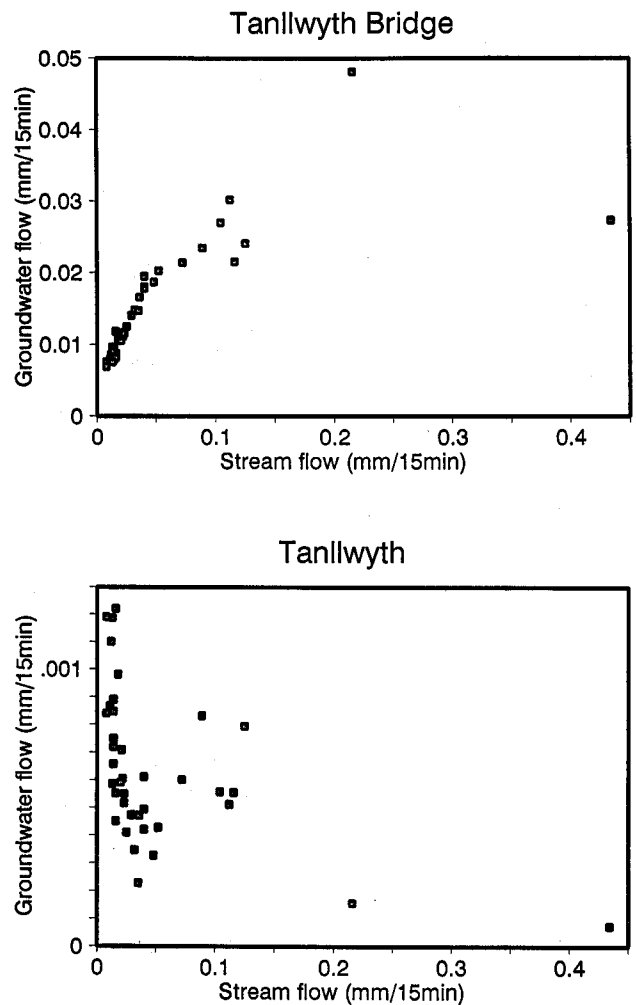 Tanllwyth Bridge
Groundwater flow (mm/15min)
0.05
0.04
0.03
0.02
0.01
0
0 0.1 0.2 0.3 0.4
Stream flow (mm/15min)
Tanllwyth
Groundwater flow (mm/15min)
.001
0
0 0.1 0.2 0.3 0.4
Stream flow (mm/15min)